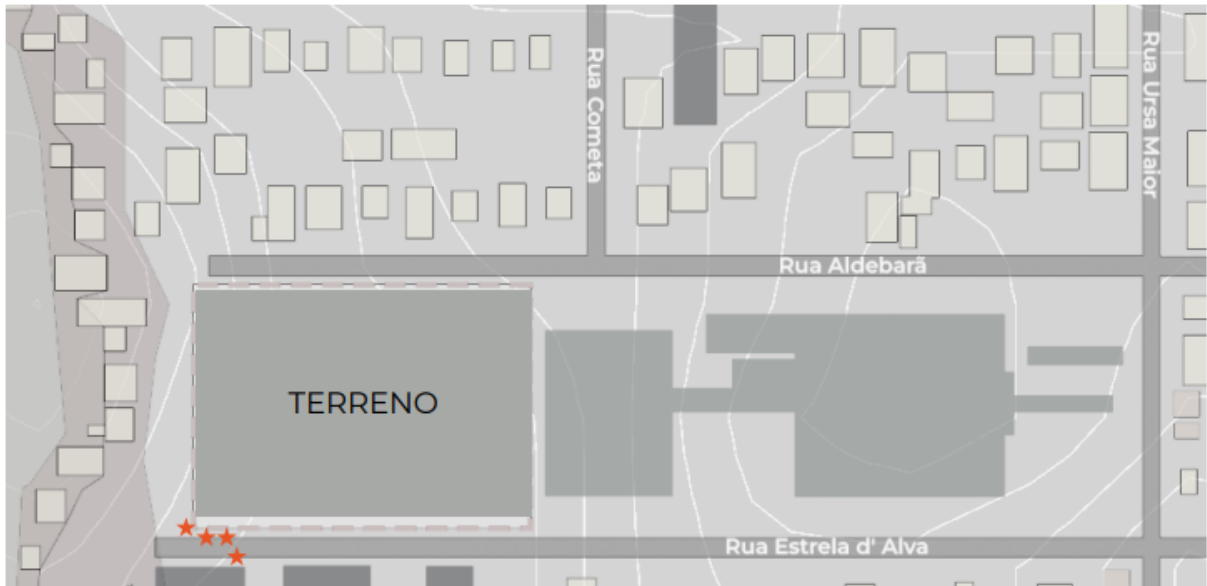 Rua Cometa
Rua Ursa Maior
Rua Aldebarã
TERRENO
Rua Estrela d' Alva